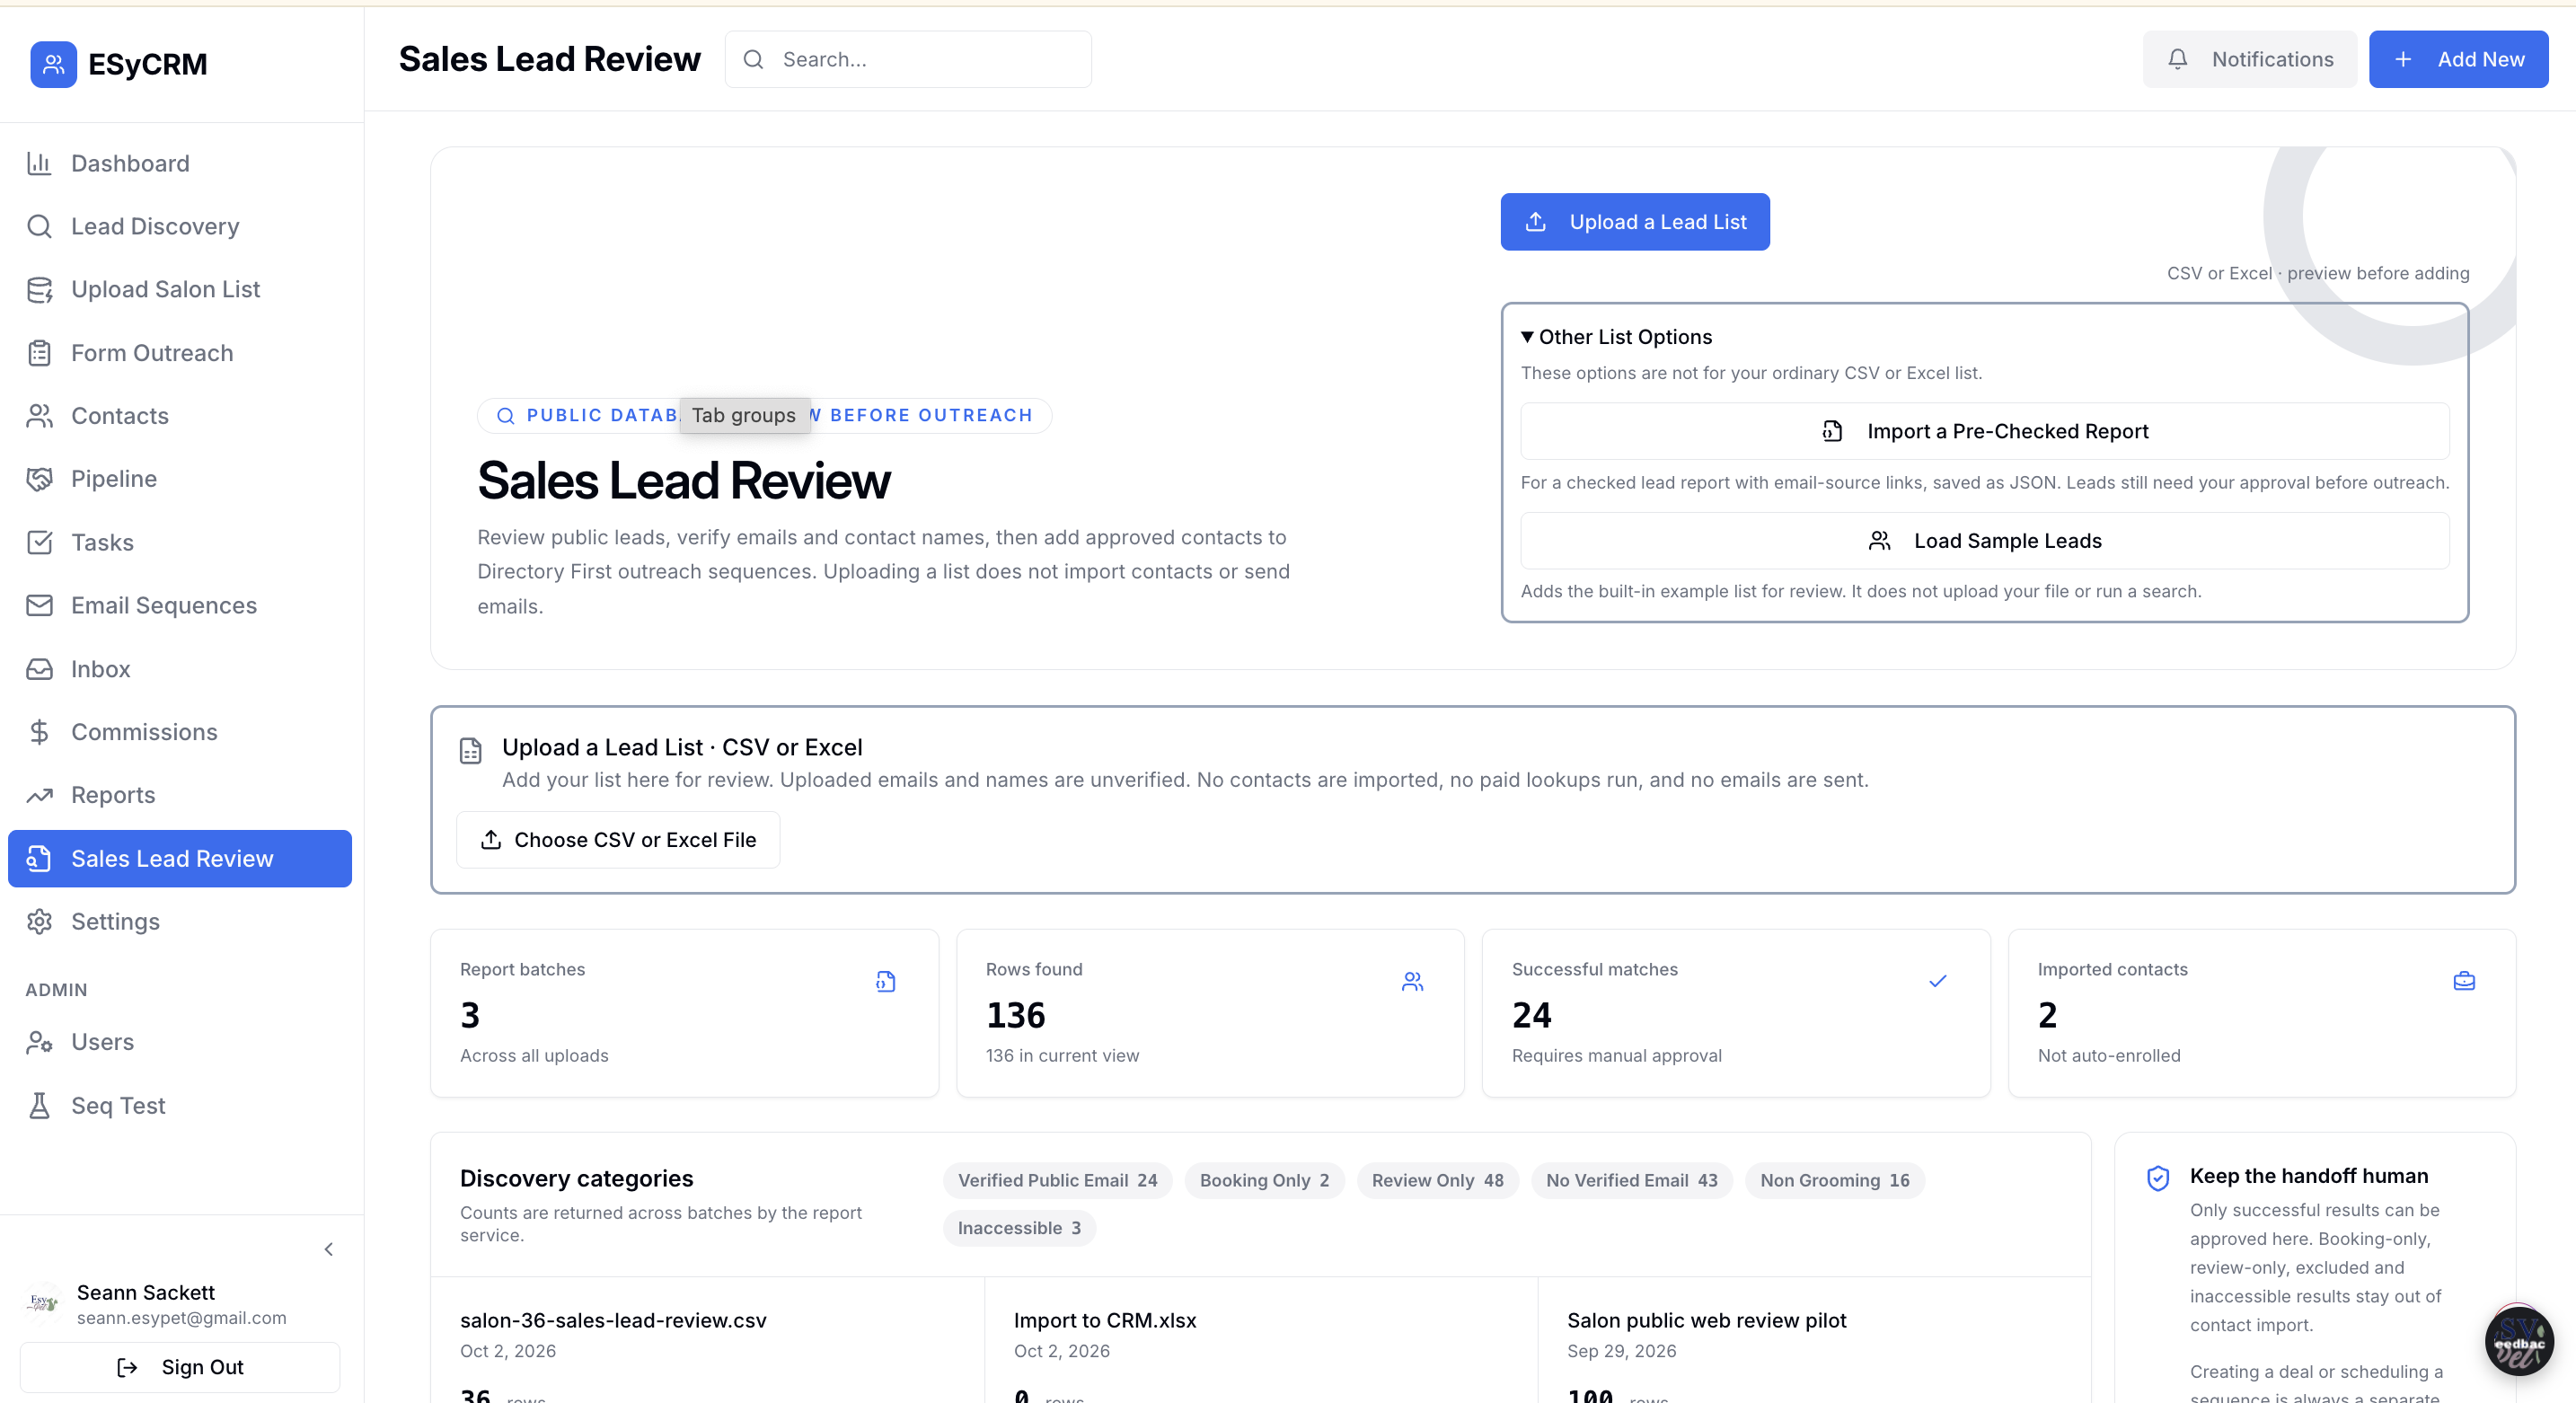 ESyCRM
Dashboard
Lead Discovery
Upload Salon List
Form Outreach
Contacts
Pipeline
Tasks
Email Sequences
Inbox
Commissions
Reports
Sales Lead Review
Settings
ADMIN
Users
Seq Test
Seann Sackett
seann.esypet@gmail.com
Sign Out
Sales Lead Review
Search...
Notifications
Add New
PUBLIC DATAB
Tab groups
W BEFORE OUTREACH
Sales Lead Review
Review public leads, verify emails and contact names, then add approved contacts to
Directory First outreach sequences. Uploading a list does not import contacts or send
emails.
Upload a Lead List
CSV or Excel · preview before adding
Other List Options
These options are not for your ordinary CSV or Excel list.
Import a Pre-Checked Report
For a checked lead report with email-source links, saved as JSON. Leads still need your approval before outreach.
Load Sample Leads
Adds the built-in example list for review. It does not upload your file or run a search.
Upload a Lead List · CSV or Excel
Add your list here for review. Uploaded emails and names are unverified. No contacts are imported, no paid lookups run, and no emails are sent.
Choose CSV or Excel File
Report batches
3
Across all uploads
Rows found
136
136 in current view
Successful matches
24
Requires manual approval
Imported contacts
2
Not auto-enrolled
Discovery categories
Counts are returned across batches by the report
service.
Verified Public Email 24
Booking Only 2
Review Only 48
No Verified Email 43
Non Grooming 16
Inaccessible 3
salon-36-sales-lead-review.csv
Oct 2, 2026
36 rows
Import to CRM.xlsx
Oct 2, 2026
0 rows
Salon public web review pilot
Sep 29, 2026
100 rows
Keep the handoff human
Only successful results can be
approved here. Booking-only,
review-only, excluded and
inaccessible results stay out of
contact import.
Creating a deal or scheduling a
sequence is always a separate